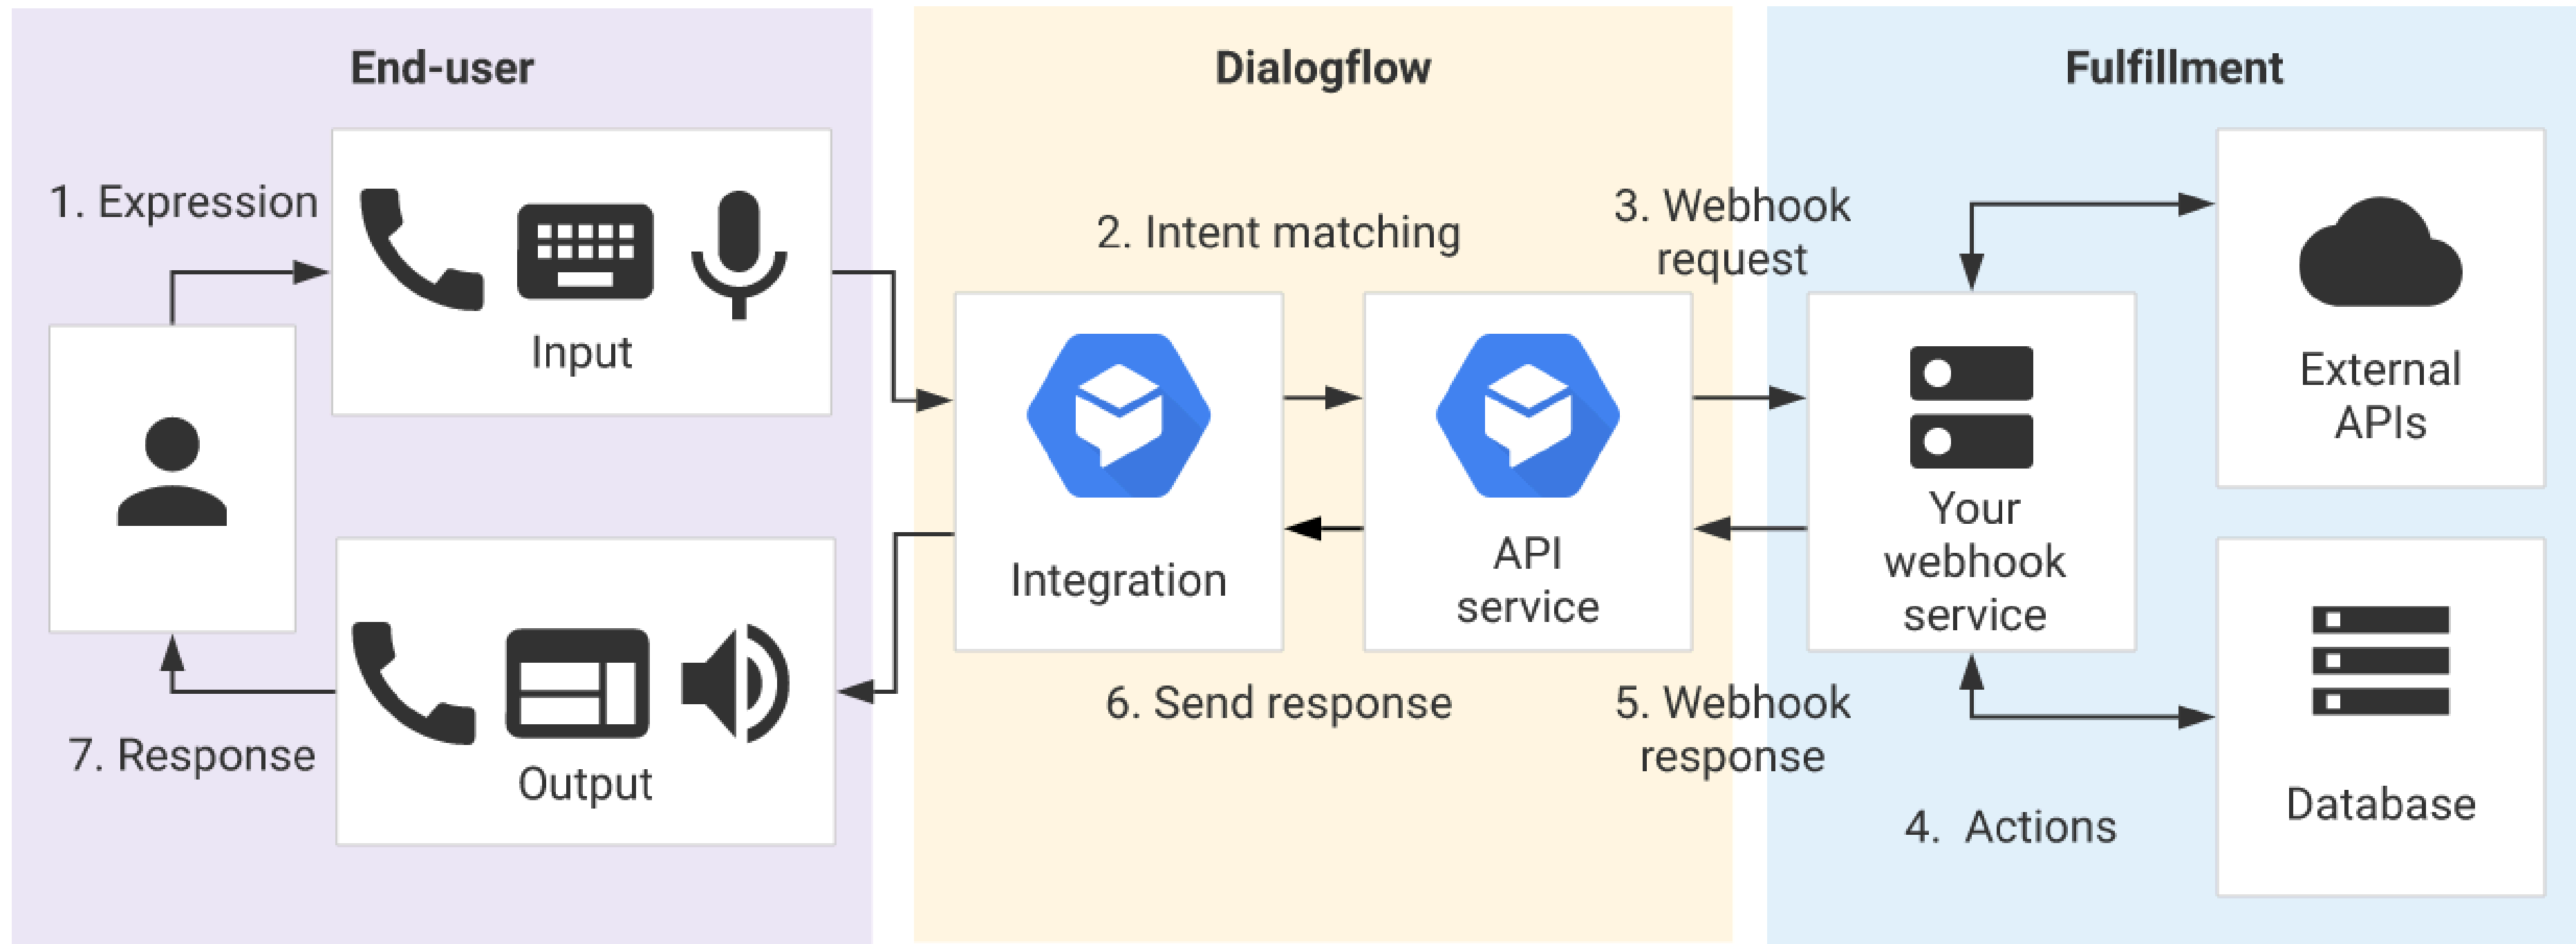 End-user
Dialogflow
Fulfillment
1. Expression
Input
2. Intent matching
3. Webhook
request
External
APIs
Integration
API
service
Your
webhook
service
6. Send response
5. Webhook
response
7. Response
Output
4. Actions
Database